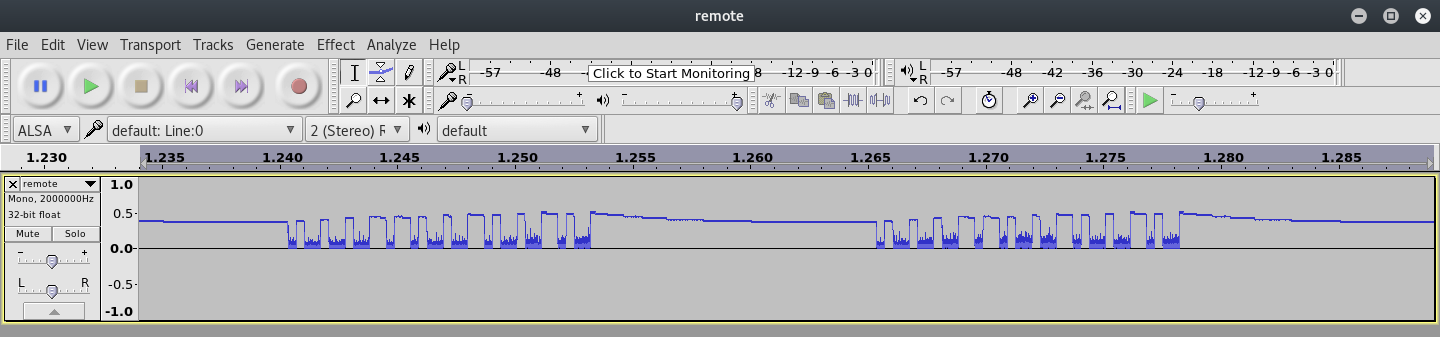 remote
File Edit View Transport Tracks Generate Effect Analyze Help
L R -57 -48 Click to Start Monitoring 8 -12 -9 -6 -3 0 L R -57 -48 -42 -36 -30 -24 -18 -12 -9 -6 -3 0
- + - + - +
ALSA default: Line:0 2 (Stereo) R default
1.230 1.235 1.240 1.245 1.250 1.255 1.260 1.265 1.270 1.275 1.280 1.285
× remote 1.0
Mono, 2000000Hz
32-bit float 0.5
Mute Solo
- + 0.0
L R -0.5
-1.0